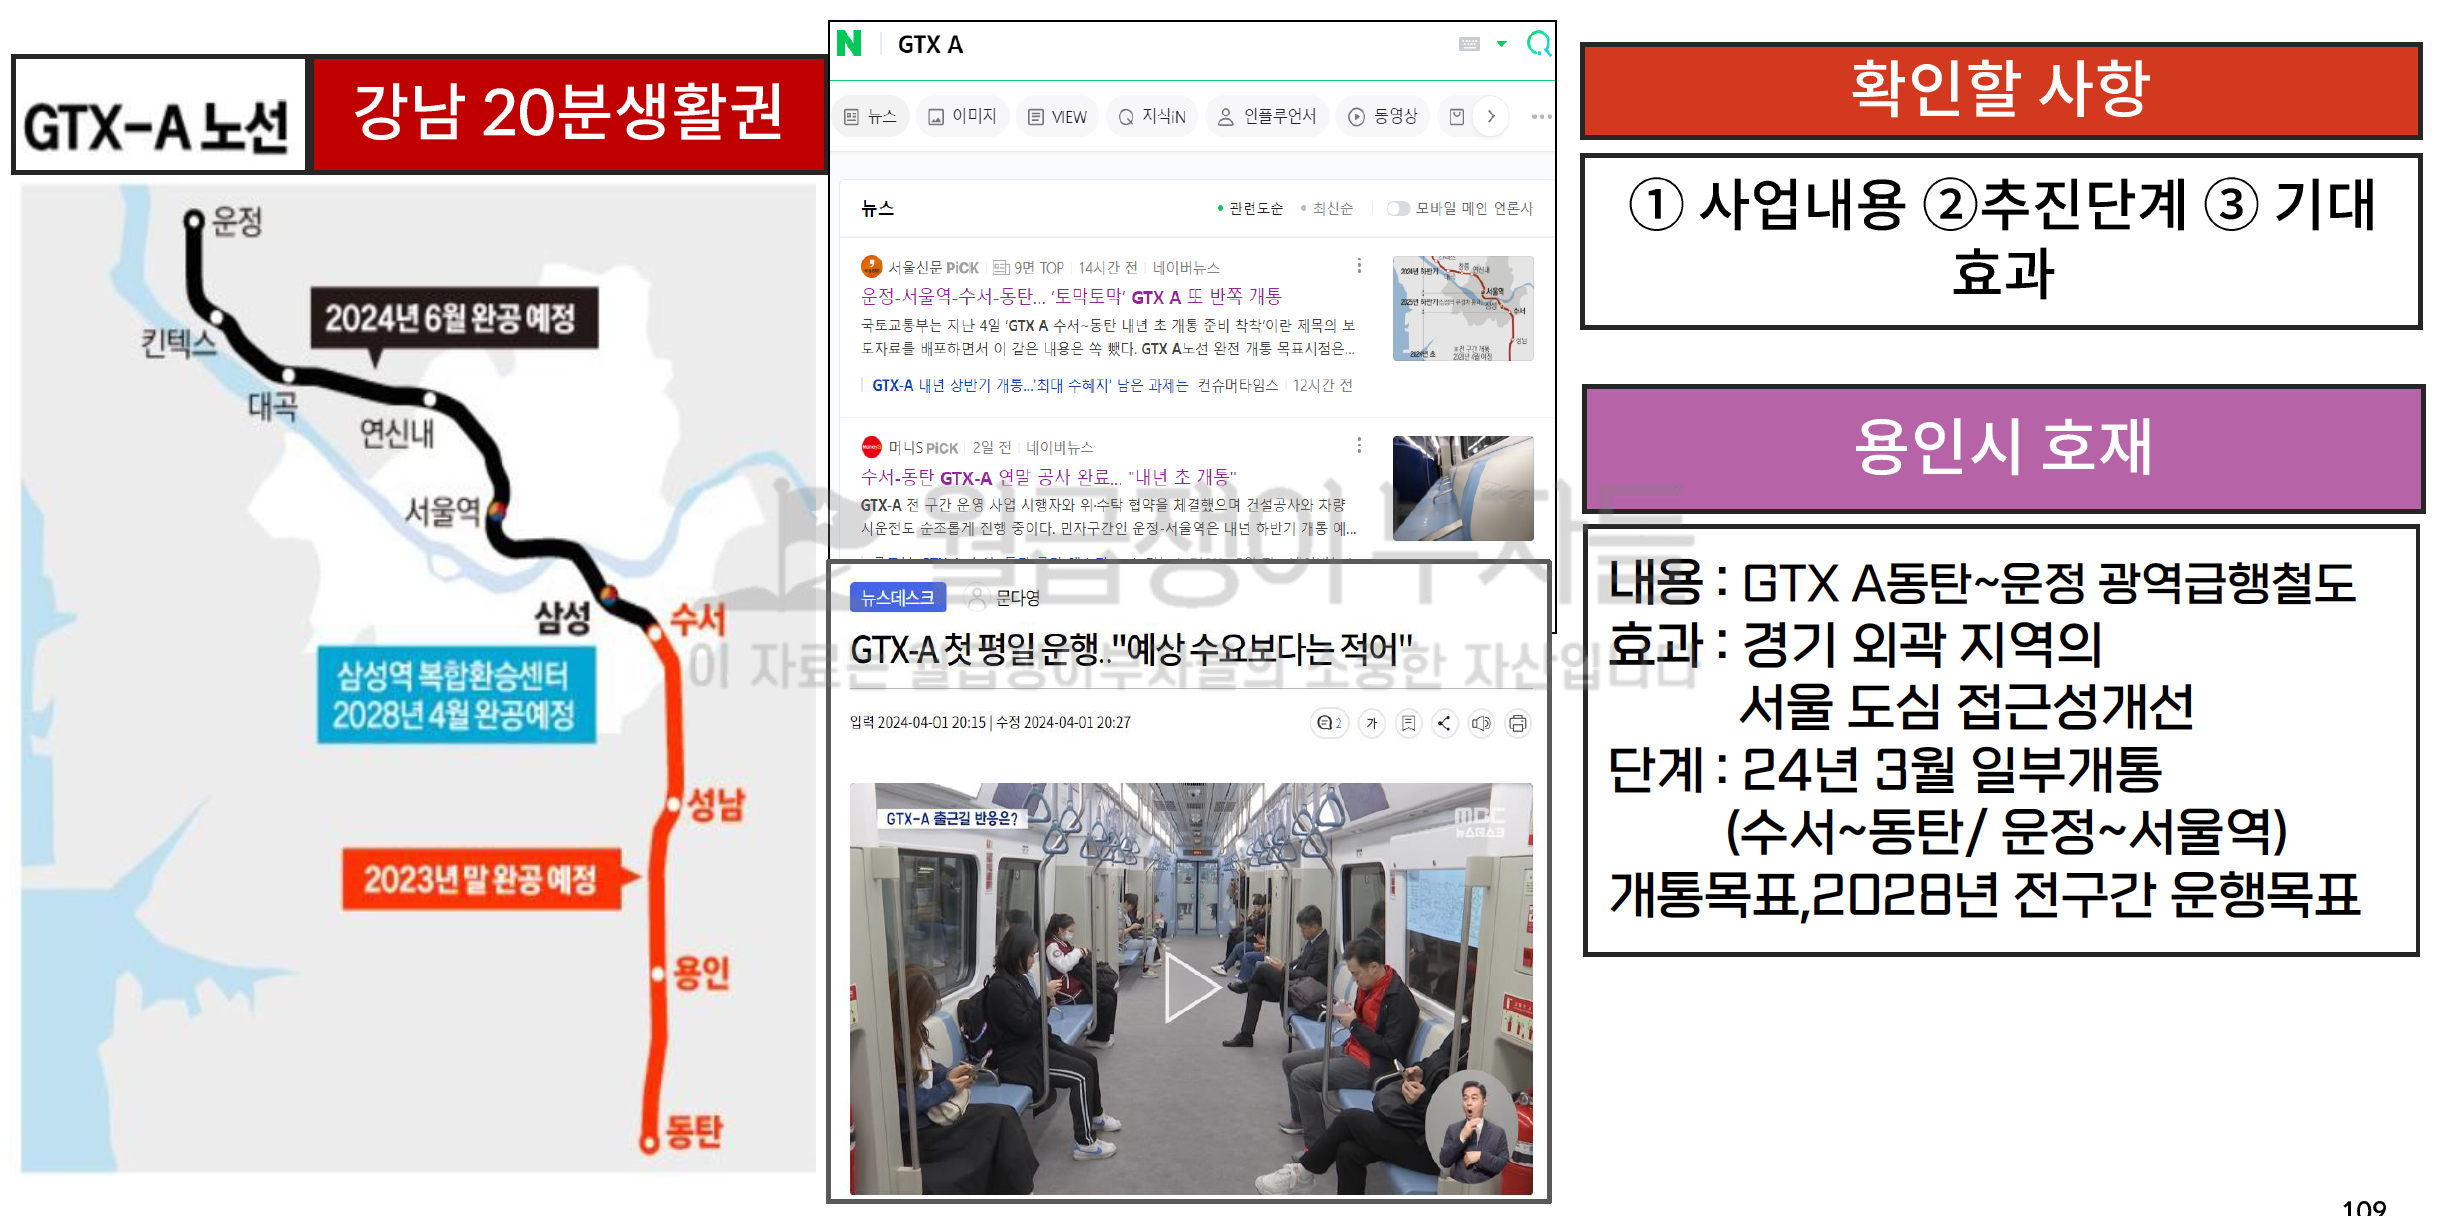 GTX-A 노선
강남 20분생활권
운정
2024년 6월 완공 예정
킨텍스
대곡
연신내
서울역
삼성
수서
삼성역 복합환승센터
2028년 4월 완공예정
성남
2023년 말 완공 예정
용인
동탄
N GTX A
뉴스 이미지 VIEW 지식iN 인플루언서 동영상
뉴스
관련도순 최신순 모바일 메인 언론사
서울신문 PiCK 9면 TOP 14시간 전 네이버뉴스
운정-서울역-수서-동탄... ‘토막토막’ GTX A 또 반쪽 개통
국토교통부는 지난 4일 ‘GTX A 수서~동탄 내년 초 개통 준비 착착’이란 제목의 보
도자료를 배포하면서 이 같은 내용은 쏙 뺐다. GTX A노선 완전 개통 목표시점은...
GTX-A 내년 상반기 개통...'최대 수혜지' 남은 과제는 컨슈머타임스 12시간 전
머니S PiCK 2일 전 네이버뉴스
수서-동탄 GTX-A 연말 공사 완료... "내년 초 개통"
GTX-A 전 구간 운영 사업 시행자와 위·수탁 협약을 체결했으며 건설공사와 차량
시운전도 순조롭게 진행 중이다. 민자구간인 운정-서울역은 내년 하반기 개통 예...
월급쟁이부자들
이 자료는 월급쟁이부자들의 소중한 자산입니다
뉴스데스크 문다영
GTX-A 첫 평일 운행.."예상 수요보다는 적어"
입력 2024-04-01 20:15 | 수정 2024-04-01 20:27
2 가
GTX-A 출근길 반응은?
MBC
뉴스데스크
확인할 사항
① 사업내용 ②추진단계 ③ 기대
효과
용인시 호재
내용 : GTX A동탄~운정 광역급행철도
효과 : 경기 외곽 지역의
서울 도심 접근성개선
단계 : 24년 3월 일부개통
(수서~동탄/ 운정~서울역)
개통목표,2028년 전구간 운행목표
109